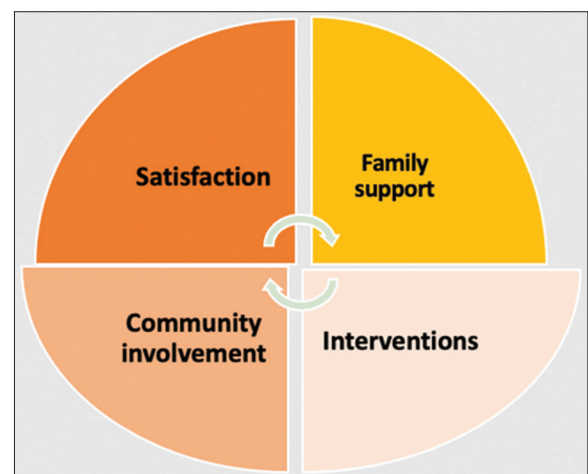 Satisfaction
Family
support
Community
involvement
Interventions